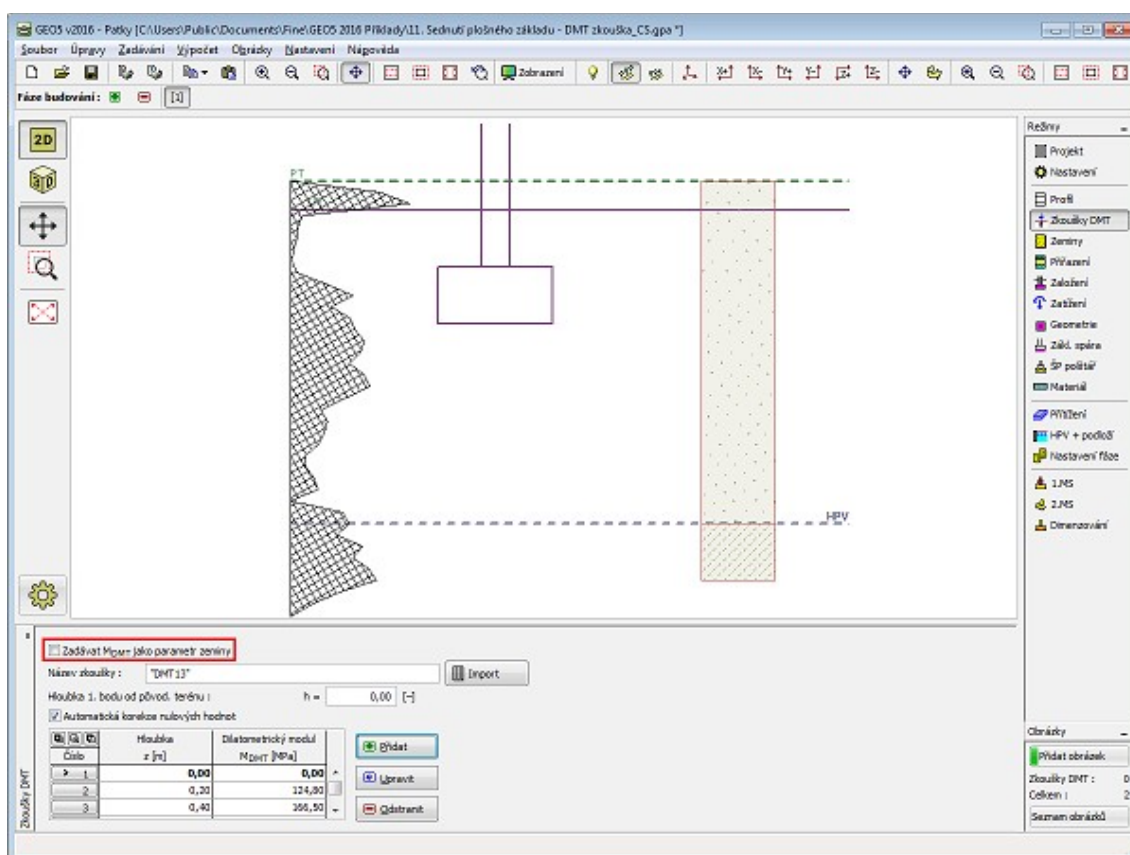 GEO5 v2016 - Patky [C:\Users\Public\Documents\Fine\GEO5 2016 Příklady\11. Sednutí plošného základu - DMT zkouška_CS.gpa *]
Soubor Úpravy Zadávání Výpočet Obrázky Nastavení Nápověda
Zobrazení
Fáze budování : [1]
2D
3D
PT
HPV
Režimy
Projekt
Nastavení
Profil
Zkoušky DMT
Zeminy
Přiřazení
Založení
Zatížení
Geometrie
Zákl. spára
ŠP polštář
Materiál
Přitížení
HPV + podloží
Nastavení fáze
1.MS
2.MS
Dimenzování
Zadávat MDMT jako parametr zeminy
Název zkoušky : "DMT13" Import
Hloubka 1. bodu od původ. terénu : h = 0,00 [-]
Automatická korekce nulových hodnot
Číslo Hloubka z [m] Dilatometrický modul MDMT [MPa]
> 1 0,00 0,00
2 0,20 124,80
3 0,40 166,50
Přidat
Upravit
Odstranit
Zkoušky DMT
Obrázky
Přidat obrázek
Zkoušky DMT : 0
Celkem : 2
Seznam obrázků